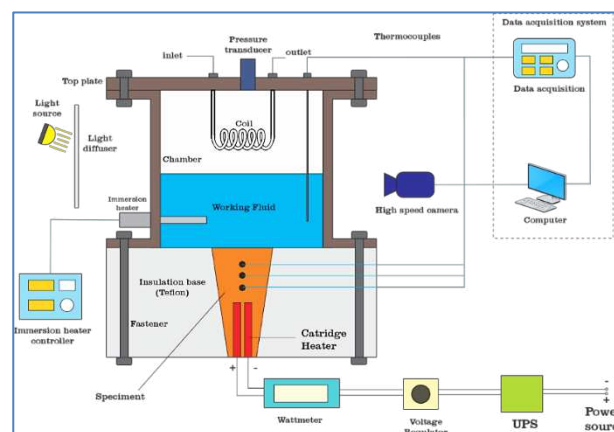 Pressure
transducer
inlet
outlet
Thermocouples
Data acquisition system
Top plate
Data acquisition
Light
source
Light
diffuser
Coil
Chamber
Immersion
heater
Working Fluid
High speed camera
Computer
Insulation base
(Teflon)
Immersion heater
controller
Fastener
Catridge
Heater
Speciment
+ -
Wattmeter
Voltage
Regulator
UPS
-
+
Powe
sourc